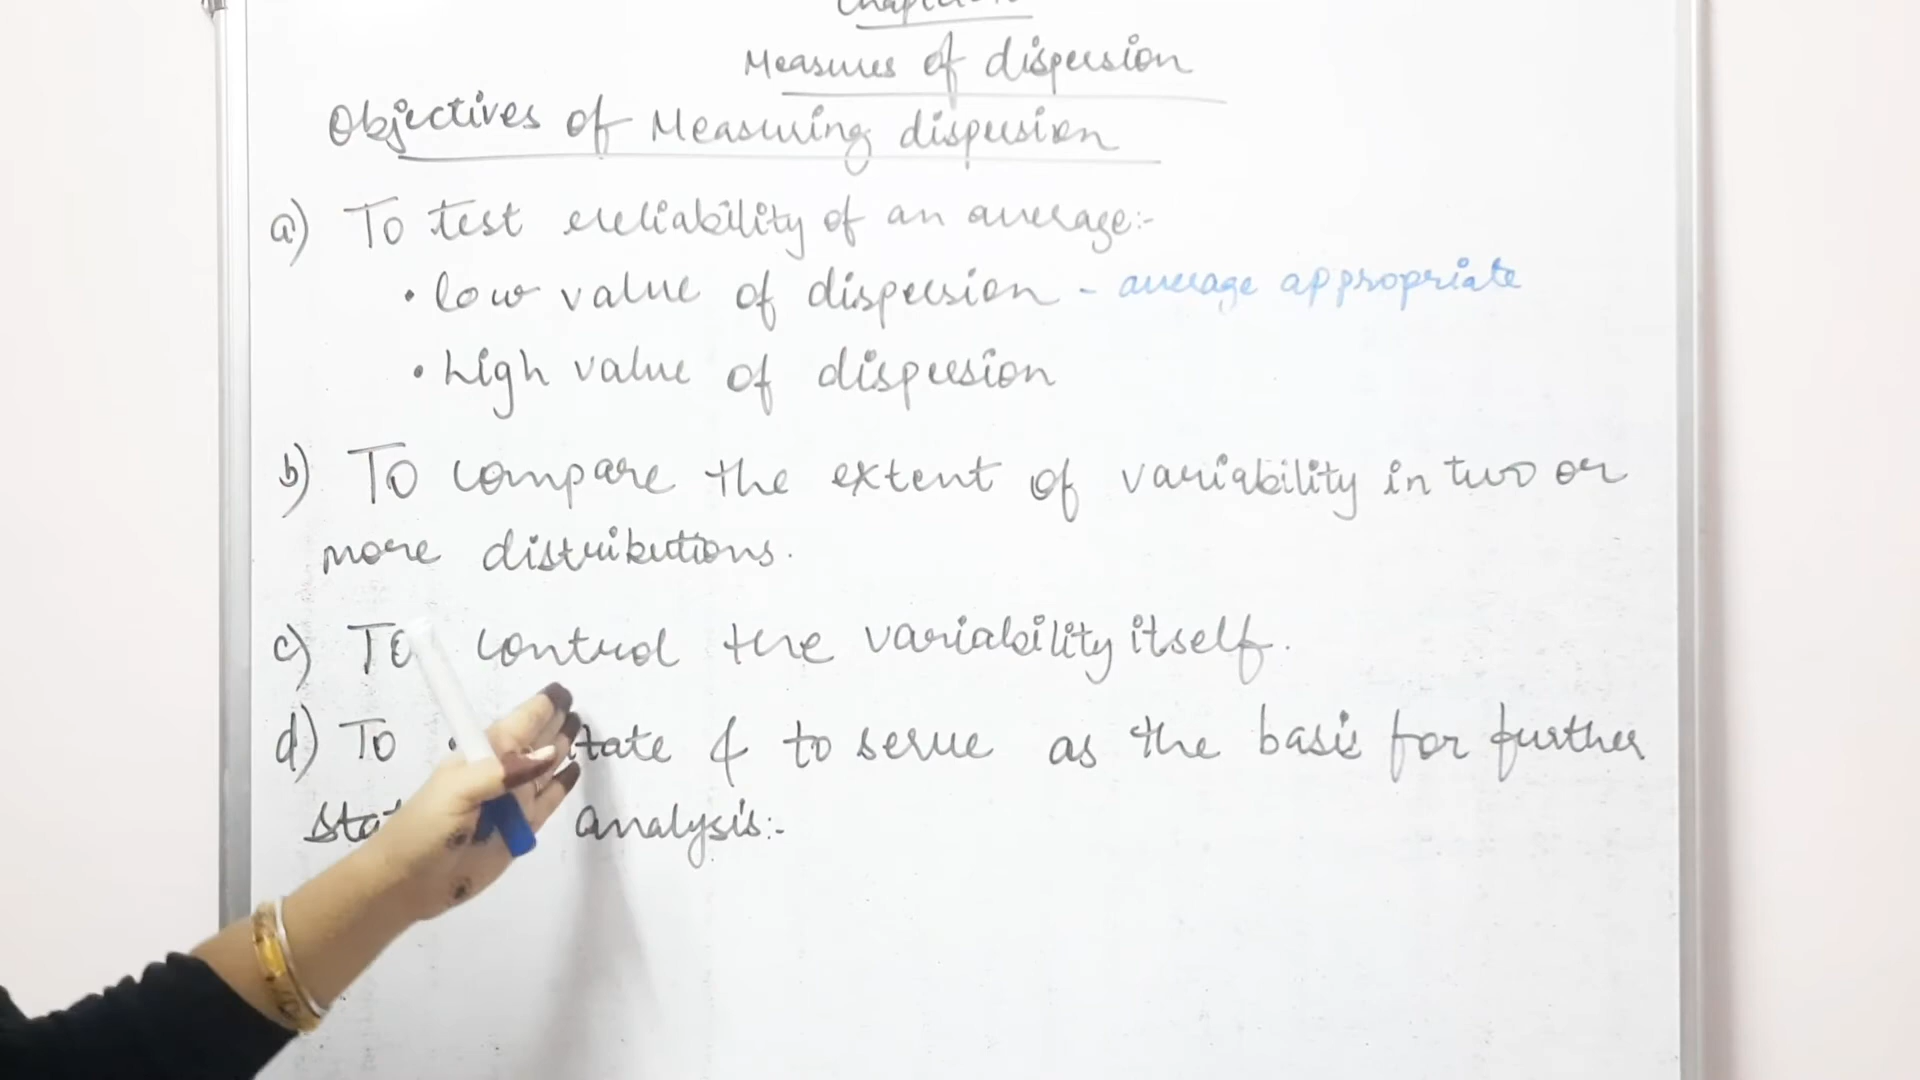 Measures of dispersion
Objectives of Measuring dispersion
a) To test reliability of an average:-
• low value of dispersion - average appropriate
• high value of dispersion
b) To compare the extent of variability in two or
more distributions.
c) To control the variability itself.
d) To & to serve as the basis for further
analysis:-